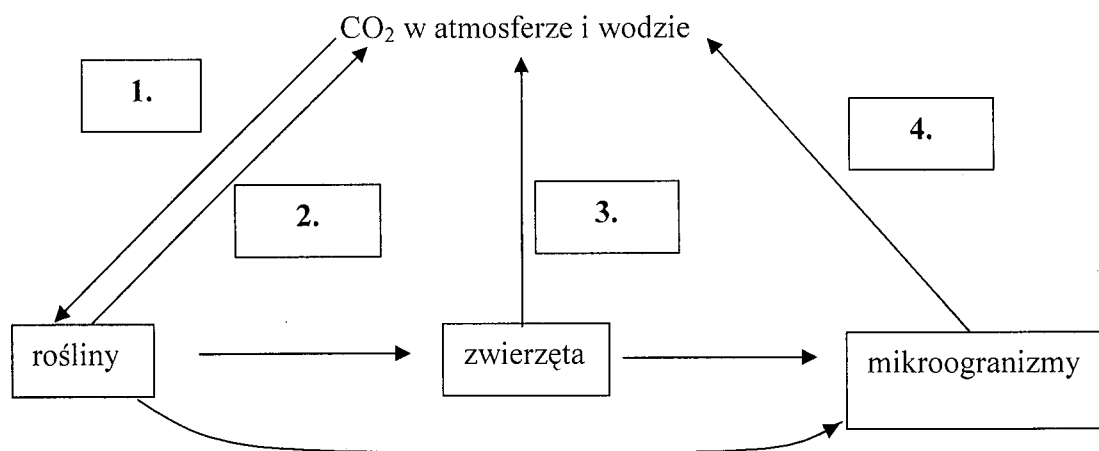 CO₂ w atmosferze i wodzie
1.
4.
2.
3.
rośliny
zwierzęta
mikroogranizmy